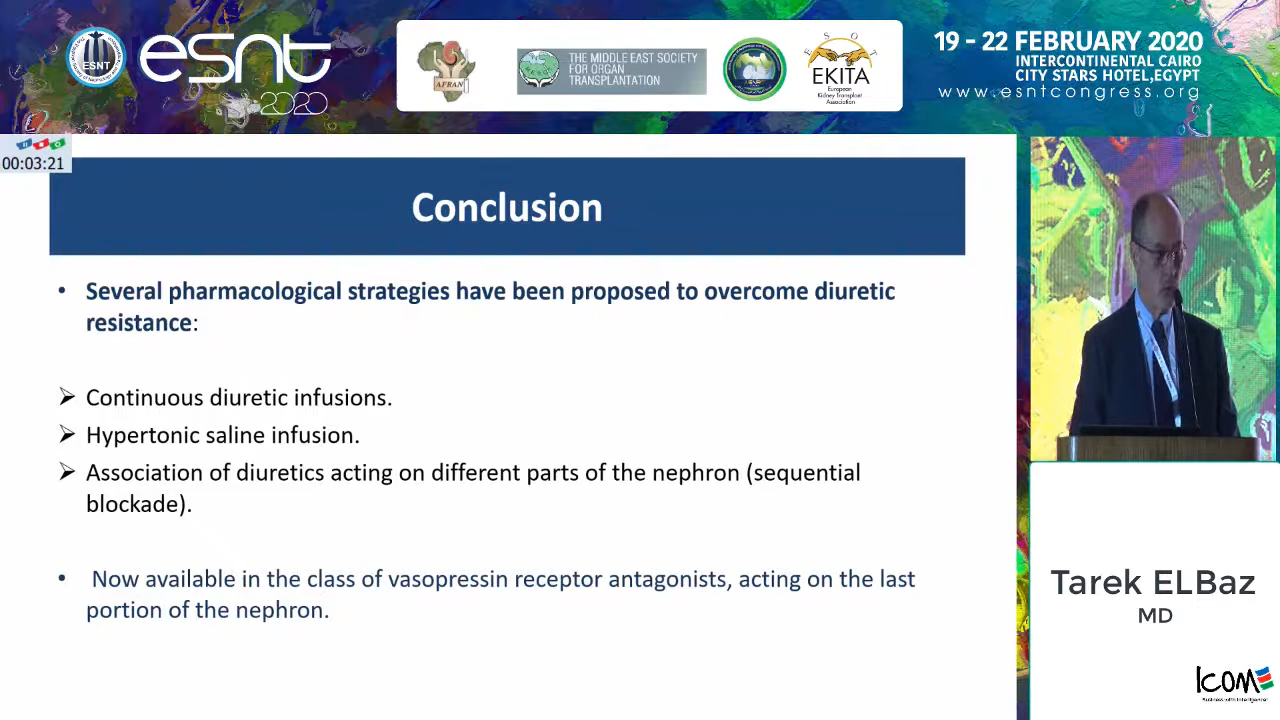 ESNT
esnt
2020
AFRAN
THE MIDDLE EAST SOCIETY
FOR ORGAN
TRANSPLANTATION
E S O T
EKITA
European
Kidney Transplant
Association
19 - 22 FEBRUARY 2020
INTERCONTINENTAL CAIRO
CITY STARS HOTEL,EGYPT
www.esntcongress.org
00:03:21
Conclusion
• Several pharmacological strategies have been proposed to overcome diuretic
resistance:
➢ Continuous diuretic infusions.
➢ Hypertonic saline infusion.
➢ Association of diuretics acting on different parts of the nephron (sequential
blockade).
• Now available in the class of vasopressin receptor antagonists, acting on the last
portion of the nephron.
Tarek ELBaz
MD
ICOM